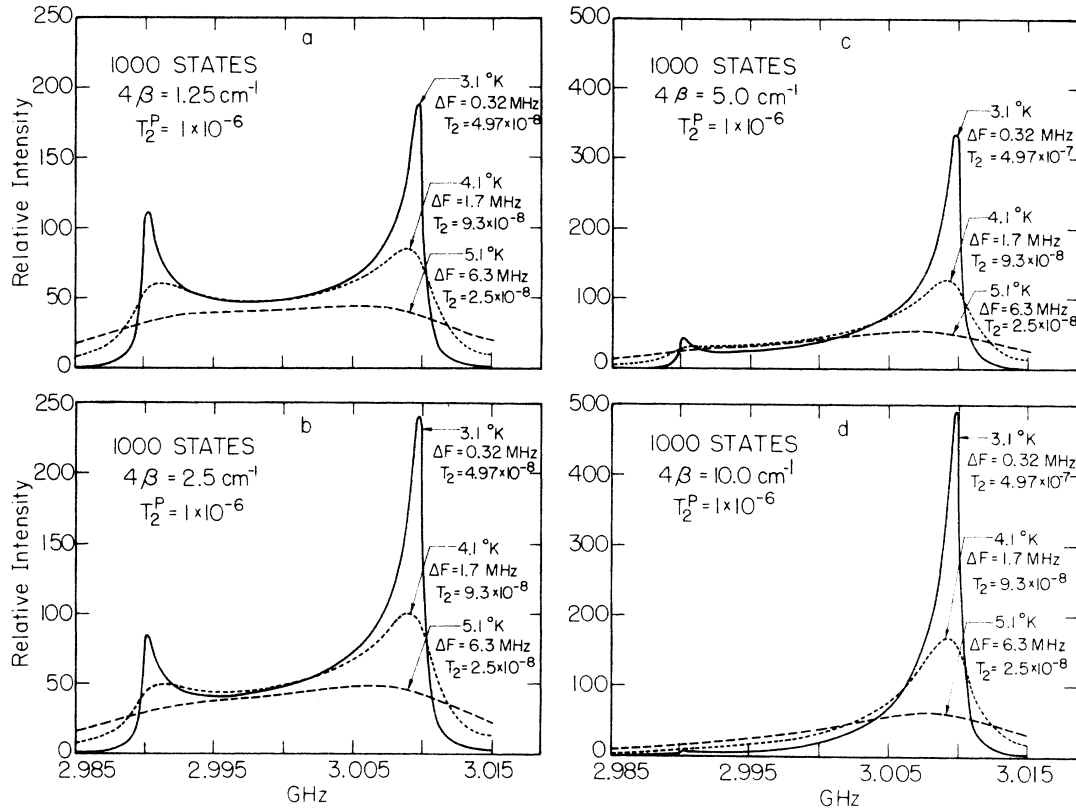 a
1000 STATES
4β = 1.25 cm⁻¹
T₂ᴾ = 1 × 10⁻⁶
3.1 °K
ΔF = 0.32 MHz
T₂ = 4.97×10⁻⁸
4.1 °K
ΔF = 1.7 MHz
T₂ = 9.3×10⁻⁸
5.1 °K
ΔF = 6.3 MHz
T₂ = 2.5×10⁻⁸
250
200
150
100
50
0
Relative Intensity
c
1000 STATES
4β = 5.0 cm⁻¹
T₂ᴾ = 1 × 10⁻⁶
3.1 °K
ΔF = 0.32 MHz
T₂ = 4.97×10⁻⁷
4.1 °K
ΔF = 1.7 MHz
T₂ = 9.3×10⁻⁸
5.1 °K
ΔF = 6.3 MHz
T₂ = 2.5×10⁻⁸
500
400
300
200
100
0
b
1000 STATES
4β = 2.5 cm⁻¹
T₂ᴾ = 1 × 10⁻⁶
3.1 °K
ΔF = 0.32 MHz
T₂ = 4.97×10⁻⁸
4.1 °K
ΔF = 1.7 MHz
T₂ = 9.3×10⁻⁸
5.1 °K
ΔF = 6.3 MHz
T₂ = 2.5×10⁻⁸
250
200
150
100
50
0
Relative Intensity
2.985 2.995 3.005 3.015
GHz
d
1000 STATES
4β = 10.0 cm⁻¹
T₂ᴾ = 1 × 10⁻⁶
3.1 °K
ΔF = 0.32 MHz
T₂ = 4.97×10⁻⁷
4.1 °K
ΔF = 1.7 MHz
T₂ = 9.3×10⁻⁸
5.1 °K
ΔF = 6.3 MHz
T₂ = 2.5×10⁻⁸
500
400
300
200
100
0
2.985 2.995 3.005 3.015
GHz